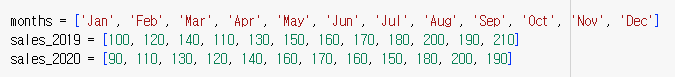 months = ['Jan', 'Feb', 'Mar', 'Apr', 'May', 'Jun', 'Jul', 'Aug', 'Sep', 'Oct', 'Nov', 'Dec']
sales_2019 = [100, 120, 140, 110, 130, 150, 160, 170, 180, 200, 190, 210]
sales_2020 = [90, 110, 130, 120, 140, 160, 170, 160, 150, 180, 200, 190]